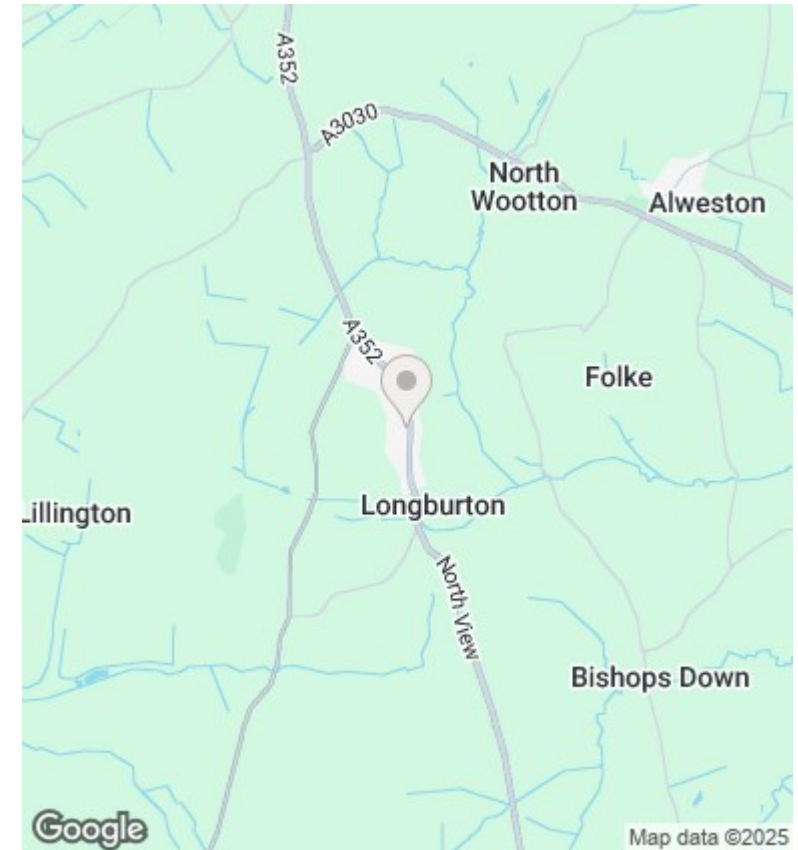 A352
A3030
North
Wootton
Alweston
A352
Folke
Lillington
Longburton
North View
Bishops Down
Google
Map data ©2025